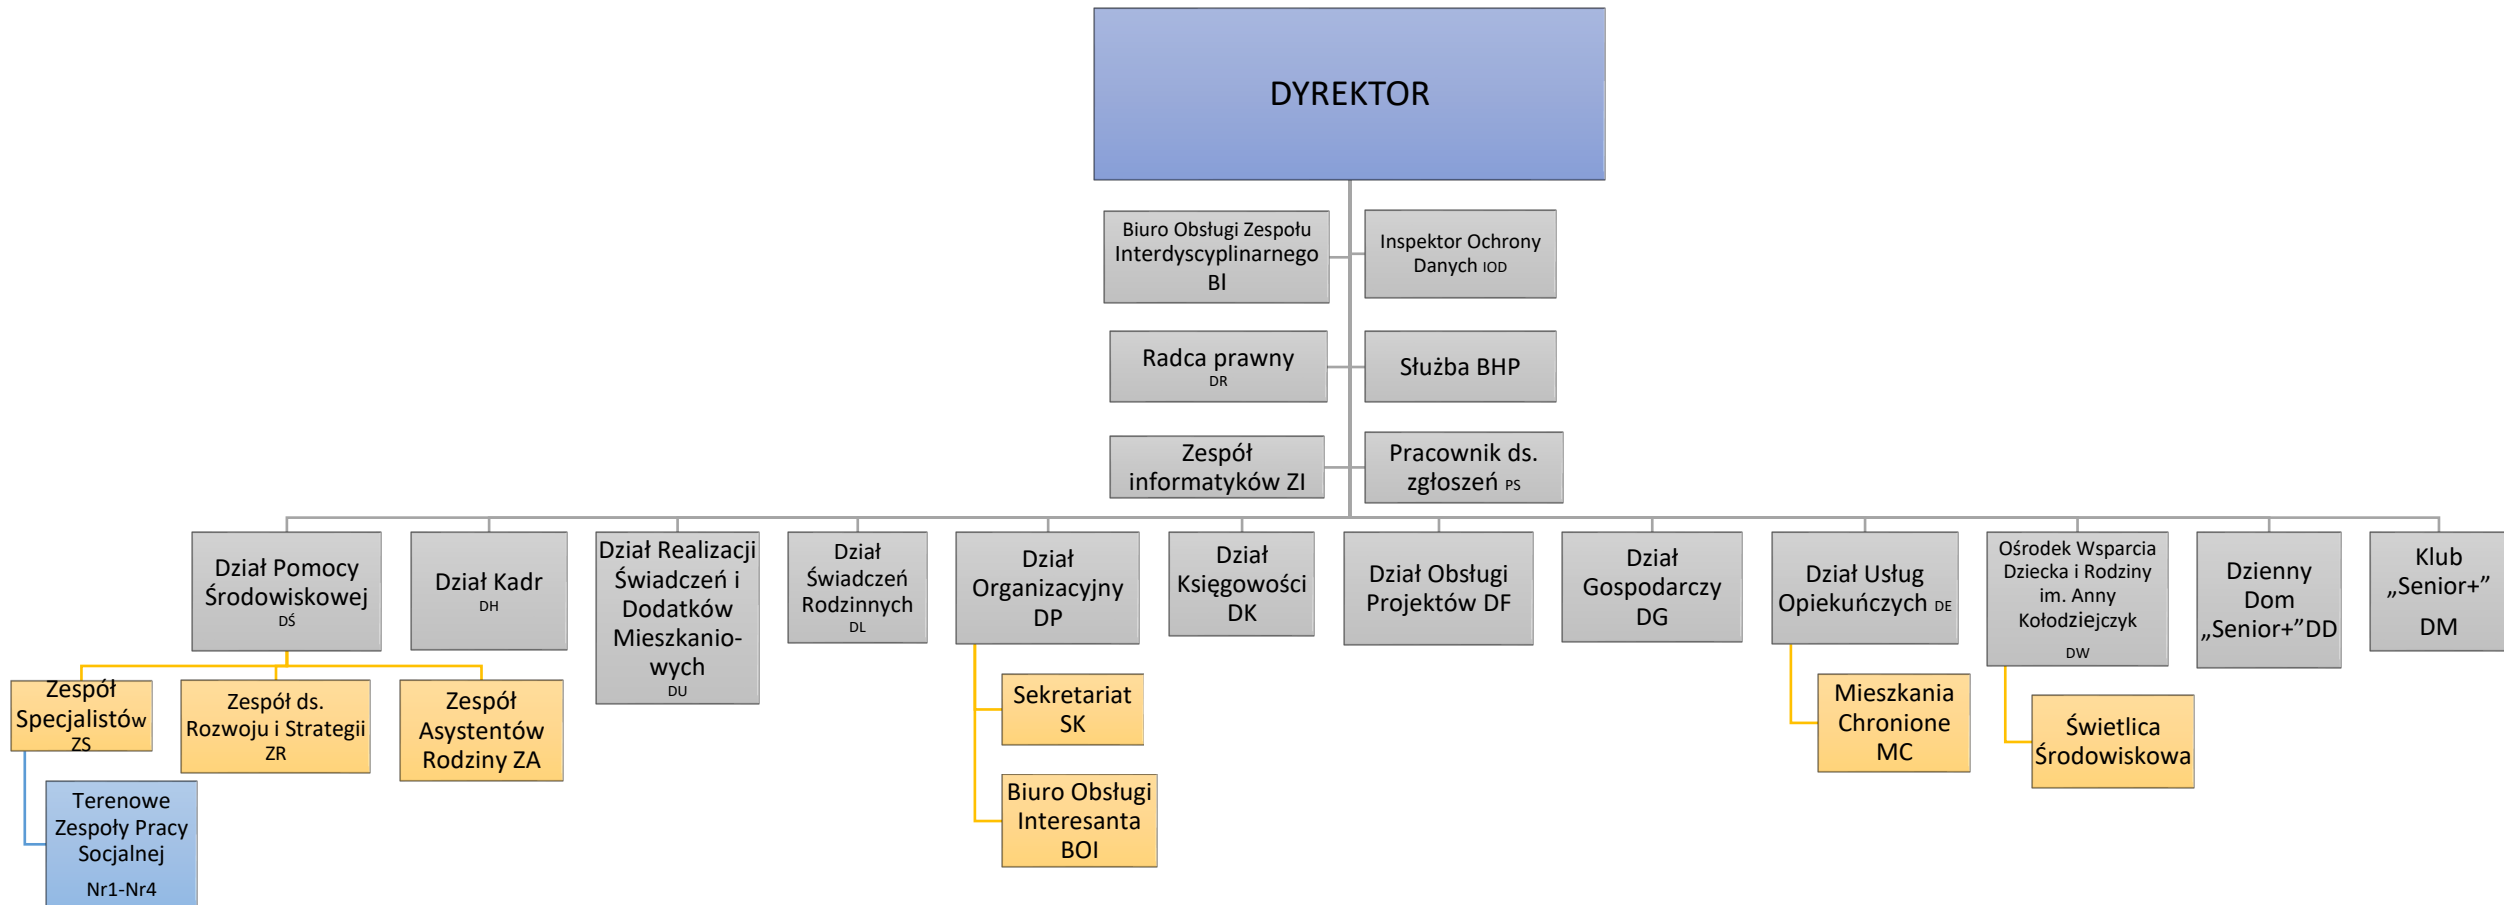 DYREKTOR
Biuro Obsługi Zespołu
Interdyscyplinarnego
BI
Inspektor Ochrony
Danych IOD
Radca prawny
DR
Służba BHP
Zespół
informatyków ZI
Pracownik ds.
zgłoszeń PS
Dział Pomocy
Środowiskowej
DŚ
Dział Kadr
DH
Dział Realizacji
Świadczeń i
Dodatków
Mieszkanio-
wych
DU
Dział
Świadczeń
Rodzinnych
DL
Dział
Organizacyjny
DP
Dział
Księgowości
DK
Dział Obsługi
Projektów DF
Dział
Gospodarczy
DG
Dział Usług
Opiekuńczych DE
Ośrodek Wsparcia
Dziecka i Rodziny
im. Anny
Kołodziejczyk
DW
Dzienny
Dom
„Senior+”DD
Klub
„Senior+”
DM
Zespół
Specjalistów
ZS
Zespół ds.
Rozwoju i Strategii
ZR
Zespół
Asystentów
Rodziny ZA
Sekretariat
SK
Mieszkania
Chronione
MC
Świetlica
Środowiskowa
Terenowe
Zespoły Pracy
Socjalnej
Nr1-Nr4
Biuro Obsługi
Interesanta
BOI